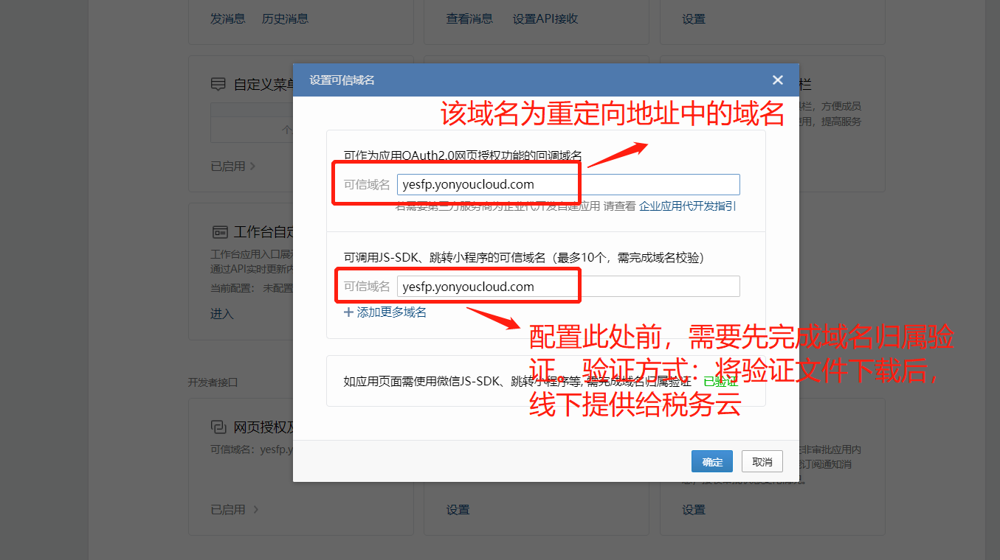 发消息 历史消息
查看消息 设置API接收
设置
自定义菜单
个
已启用
栏
栏，方便成员
用，提高服务
设置可信域名
该域名为重定向地址中的域名
可作为应用OAuth2.0网页授权功能的回调域名
可信域名 yesfp.yonyoucloud.com
若需要第三方服务商为企业代开发自建应用 请查看 企业应用代开发指引
可调用JS-SDK、跳转小程序的可信域名（最多10个，需完成域名校验）
可信域名 yesfp.yonyoucloud.com
添加更多域名
配置此处前，需要先完成域名归属验
证。验证方式：将验证文件下载后，
线下提供给税务云
如应用页面需使用微信JS-SDK、跳转小程序等, 需完成域名归属验证 已验证
确定 取消
工作台自定
工作台应用入口展
通过API实时更新内
当前配置： 未配置
进入
开发者接口
网页授权及
可信域名：yesfp.y
已启用
设置
非审批应用内
订阅通知消
设置